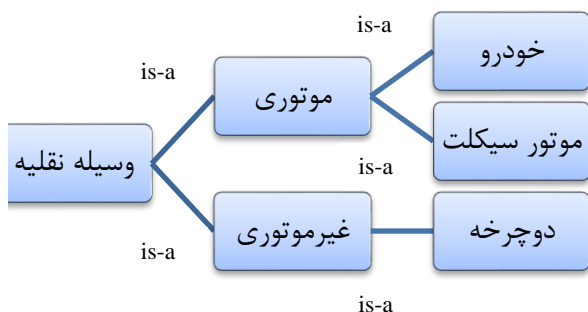 is-a
خودرو
is-a
موتوری
موتور سیکلت
وسیله نقلیه
is-a
غیرموتوری
دوچرخه
is-a
is-a